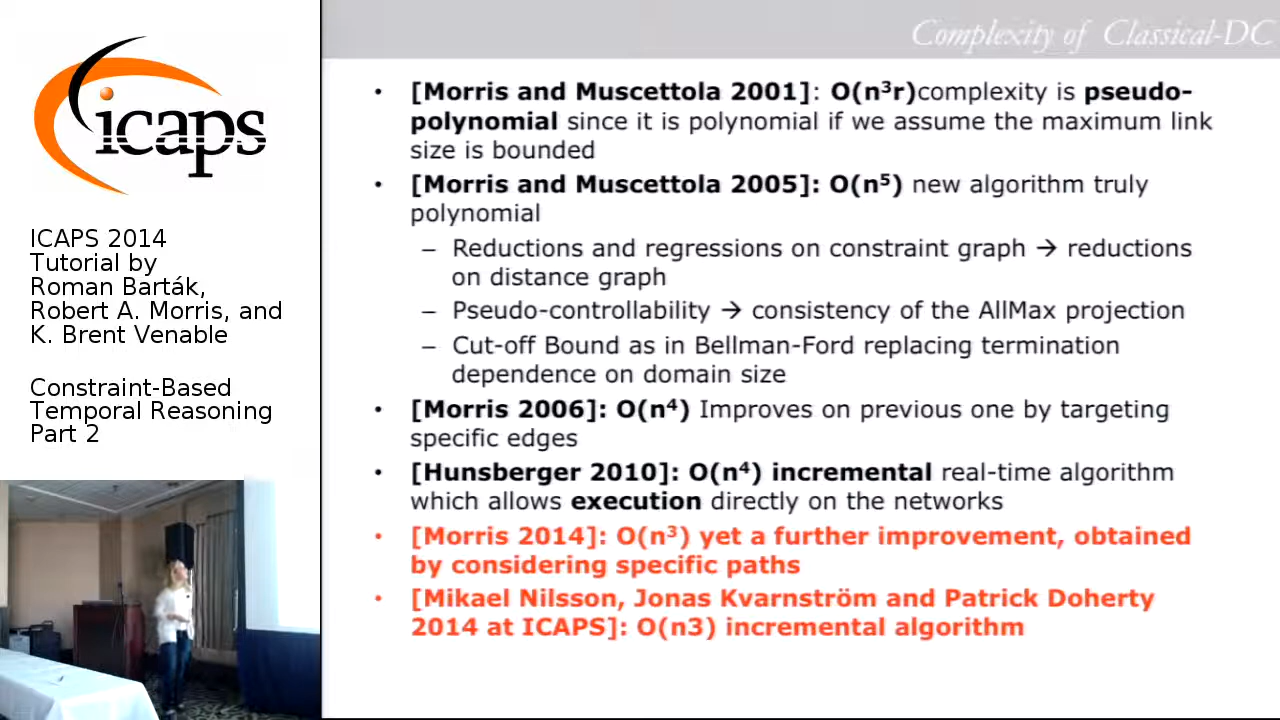 icaps
ICAPS 2014
Tutorial by
Roman Barták,
Robert A. Morris, and
K. Brent Venable
Constraint-Based
Temporal Reasoning
Part 2
Complexity of Classical-DC
• [Morris and Muscettola 2001]: O(n³r)complexity is pseudo-
polynomial since it is polynomial if we assume the maximum link
size is bounded
• [Morris and Muscettola 2005]: O(n⁵) new algorithm truly
polynomial
– Reductions and regressions on constraint graph → reductions
on distance graph
– Pseudo-controllability → consistency of the AllMax projection
– Cut-off Bound as in Bellman-Ford replacing termination
dependence on domain size
• [Morris 2006]: O(n⁴) Improves on previous one by targeting
specific edges
• [Hunsberger 2010]: O(n⁴) incremental real-time algorithm
which allows execution directly on the networks
• [Morris 2014]: O(n³) yet a further improvement, obtained
by considering specific paths
• [Mikael Nilsson, Jonas Kvarnström and Patrick Doherty
2014 at ICAPS]: O(n3) incremental algorithm